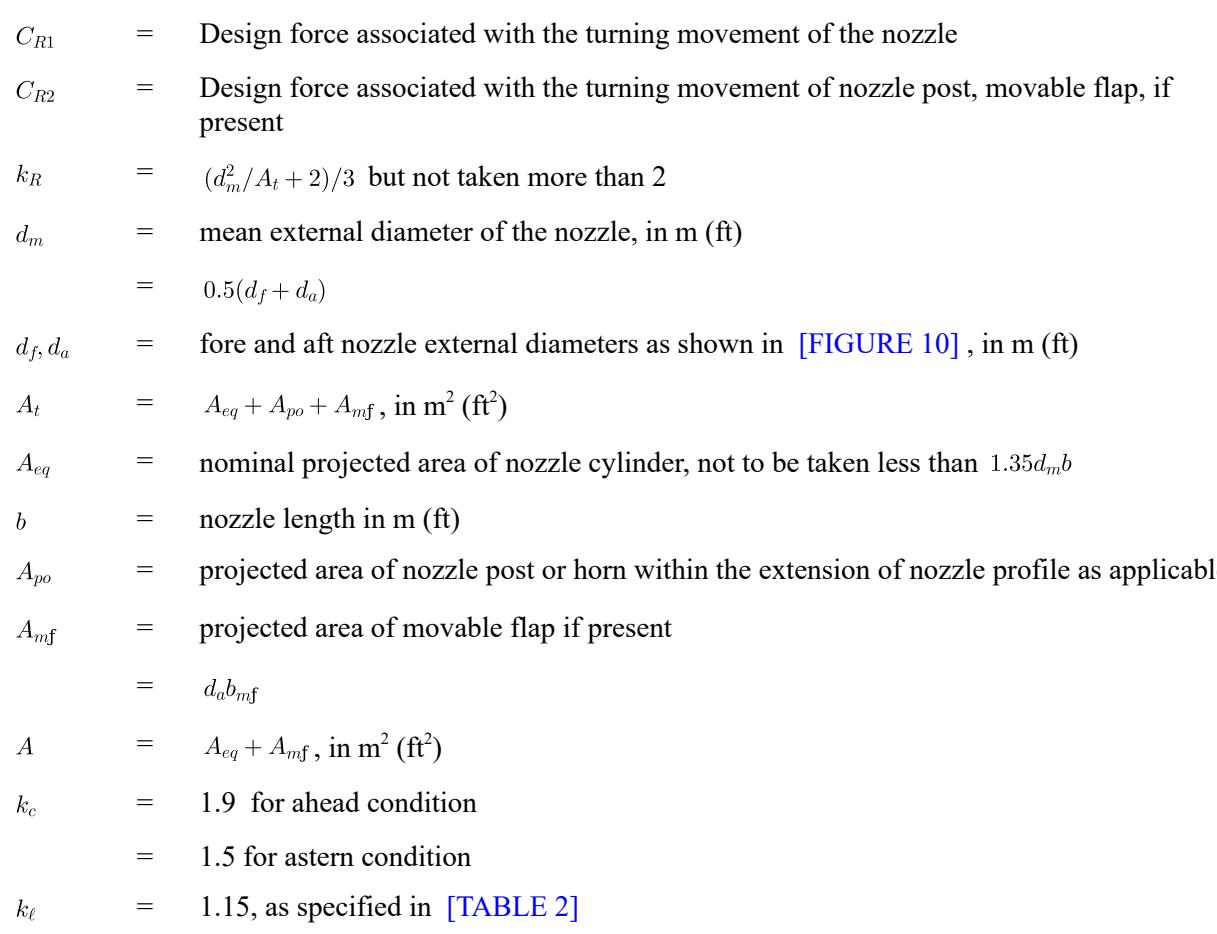 C_{R1} = Design force associated with the turning movement of the nozzle
C_{R2} = Design force associated with the turning movement of nozzle post, movable flap, if
present
k_R = (d_m^2/A_t + 2)/3 but not taken more than 2
d_m = mean external diameter of the nozzle, in m (ft)
= 0.5(d_f + d_a)
d_f, d_a = fore and aft nozzle external diameters as shown in [FIGURE 10] , in m (ft)
A_t = A_{eq} + A_{po} + A_{mf}, in m² (ft²)
A_{eq} = nominal projected area of nozzle cylinder, not to be taken less than 1.35d_m b
b = nozzle length in m (ft)
A_{po} = projected area of nozzle post or horn within the extension of nozzle profile as applicabl
A_{mf} = projected area of movable flap if present
= d_a b_{mf}
A = A_{eq} + A_{mf}, in m² (ft²)
k_c = 1.9 for ahead condition
= 1.5 for astern condition
k_ℓ = 1.15, as specified in [TABLE 2]